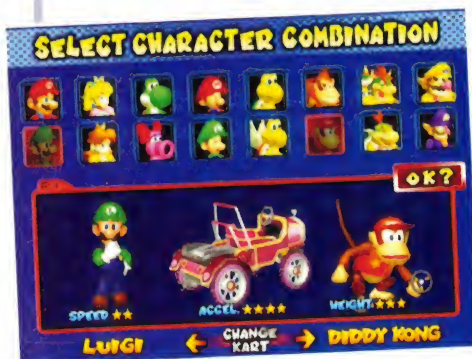 SELECT CHARACTER COMBINATION
OK?
SPEED ★★
ACCEL. ★★★★
WEIGHT ★★★
LUIGI ← CHANGE KART → DIDDY KONG